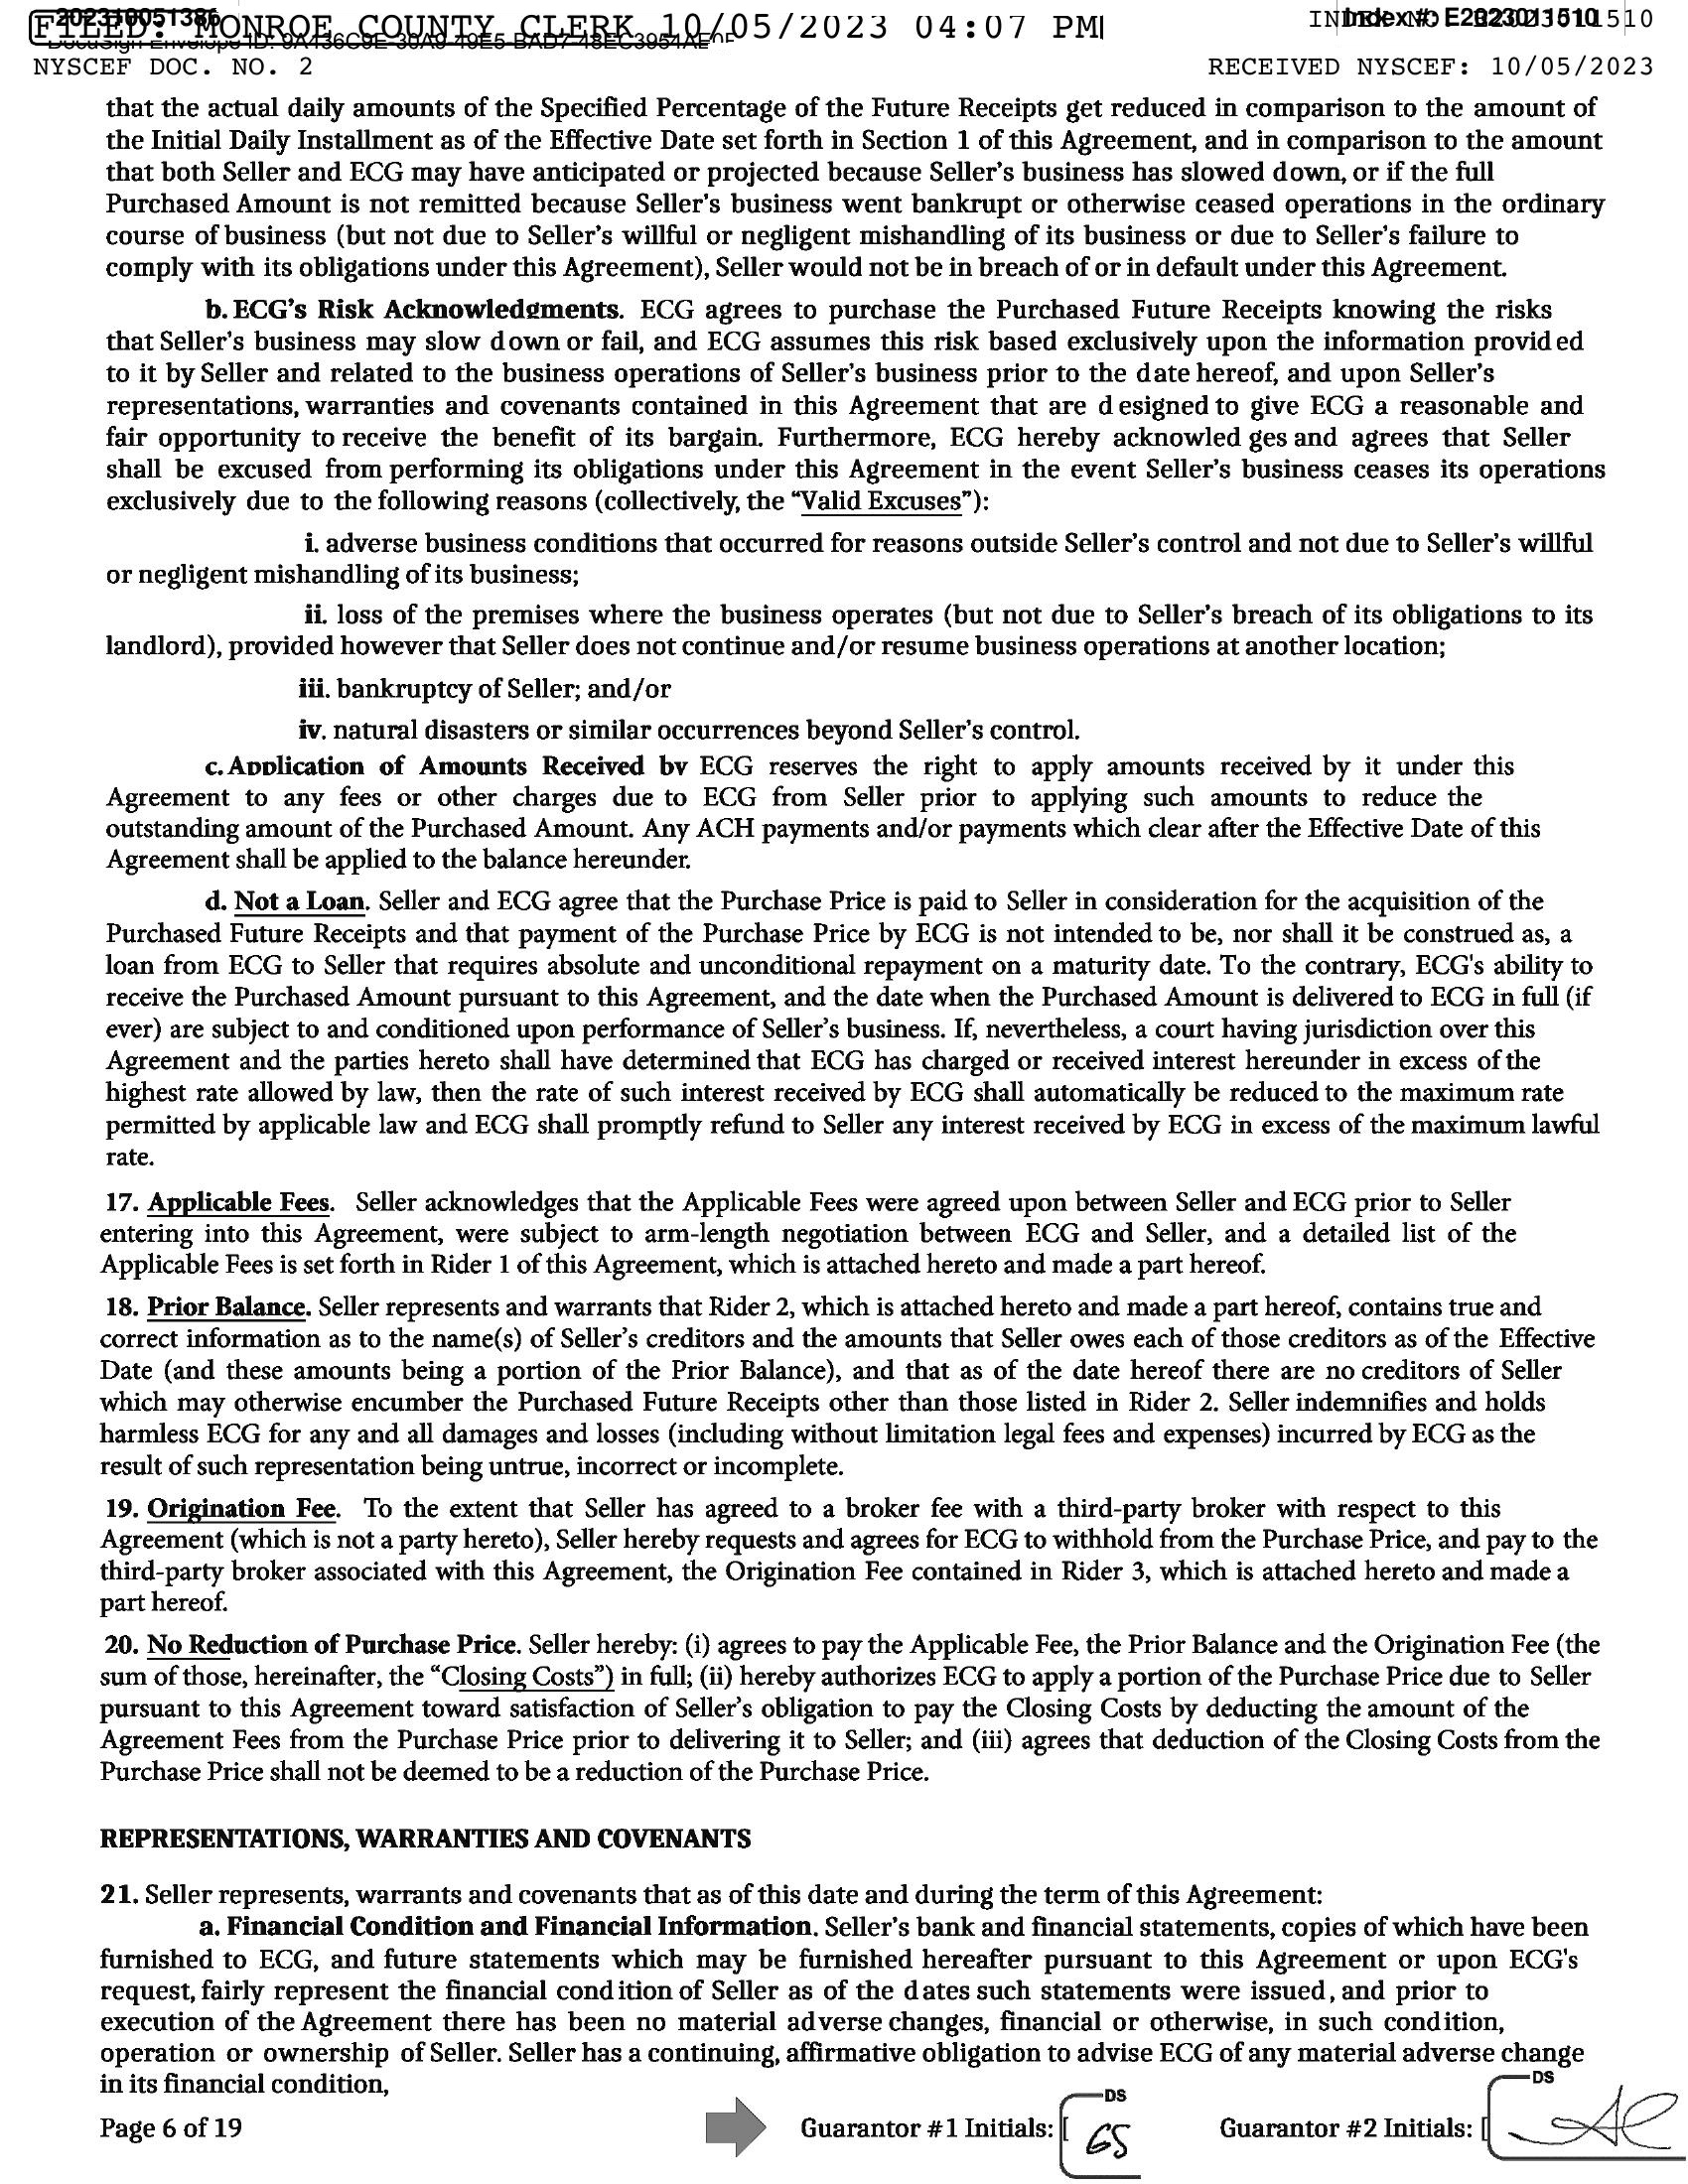 202310051386
FILED: MONROE COUNTY CLERK 10/05/2023 04:07 PM
Index #: E2023011510
NYSCEF DOC. NO. 2
RECEIVED NYSCEF: 10/05/2023
that the actual daily amounts of the Specified Percentage of the Future Receipts get reduced in comparison to the amount of
the Initial Daily Installment as of the Effective Date set forth in Section 1 of this Agreement, and in comparison to the amount
that both Seller and ECG may have anticipated or projected because Seller's business has slowed down, or if the full
Purchased Amount is not remitted because Seller's business went bankrupt or otherwise ceased operations in the ordinary
course of business (but not due to Seller's willful or negligent mishandling of its business or due to Seller's failure to
comply with its obligations under this Agreement), Seller would not be in breach of or in default under this Agreement.
b. ECG's Risk Acknowledgments. ECG agrees to purchase the Purchased Future Receipts knowing the risks
that Seller's business may slow down or fail, and ECG assumes this risk based exclusively upon the information provided
to it by Seller and related to the business operations of Seller's business prior to the date hereof, and upon Seller's
representations, warranties and covenants contained in this Agreement that are designed to give ECG a reasonable and
fair opportunity to receive the benefit of its bargain. Furthermore, ECG hereby acknowledges and agrees that Seller
shall be excused from performing its obligations under this Agreement in the event Seller's business ceases its operations
exclusively due to the following reasons (collectively, the "Valid Excuses"):
i. adverse business conditions that occurred for reasons outside Seller's control and not due to Seller's willful
or negligent mishandling of its business;
ii. loss of the premises where the business operates (but not due to Seller's breach of its obligations to its
landlord), provided however that Seller does not continue and/or resume business operations at another location;
iii. bankruptcy of Seller; and/or
iv. natural disasters or similar occurrences beyond Seller's control.
c. Application of Amounts Received by ECG reserves the right to apply amounts received by it under this
Agreement to any fees or other charges due to ECG from Seller prior to applying such amounts to reduce the
outstanding amount of the Purchased Amount. Any ACH payments and/or payments which clear after the Effective Date of this
Agreement shall be applied to the balance hereunder.
d. Not a Loan. Seller and ECG agree that the Purchase Price is paid to Seller in consideration for the acquisition of the
Purchased Future Receipts and that payment of the Purchase Price by ECG is not intended to be, nor shall it be construed as, a
loan from ECG to Seller that requires absolute and unconditional repayment on a maturity date. To the contrary, ECG's ability to
receive the Purchased Amount pursuant to this Agreement, and the date when the Purchased Amount is delivered to ECG in full (if
ever) are subject to and conditioned upon performance of Seller's business. If, nevertheless, a court having jurisdiction over this
Agreement and the parties hereto shall have determined that ECG has charged or received interest hereunder in excess of the
highest rate allowed by law, then the rate of such interest received by ECG shall automatically be reduced to the maximum rate
permitted by applicable law and ECG shall promptly refund to Seller any interest received by ECG in excess of the maximum lawful
rate.
17. Applicable Fees. Seller acknowledges that the Applicable Fees were agreed upon between Seller and ECG prior to Seller
entering into this Agreement, were subject to arm-length negotiation between ECG and Seller, and a detailed list of the
Applicable Fees is set forth in Rider 1 of this Agreement, which is attached hereto and made a part hereof.
18. Prior Balance. Seller represents and warrants that Rider 2, which is attached hereto and made a part hereof, contains true and
correct information as to the name(s) of Seller's creditors and the amounts that Seller owes each of those creditors as of the Effective
Date (and these amounts being a portion of the Prior Balance), and that as of the date hereof there are no creditors of Seller
which may otherwise encumber the Purchased Future Receipts other than those listed in Rider 2. Seller indemnifies and holds
harmless ECG for any and all damages and losses (including without limitation legal fees and expenses) incurred by ECG as the
result of such representation being untrue, incorrect or incomplete.
19. Origination Fee. To the extent that Seller has agreed to a broker fee with a third-party broker with respect to this
Agreement (which is not a party hereto), Seller hereby requests and agrees for ECG to withhold from the Purchase Price, and pay to the
third-party broker associated with this Agreement, the Origination Fee contained in Rider 3, which is attached hereto and made a
part hereof.
20. No Reduction of Purchase Price. Seller hereby: (i) agrees to pay the Applicable Fee, the Prior Balance and the Origination Fee (the
sum of those, hereinafter, the "Closing Costs") in full; (ii) hereby authorizes ECG to apply a portion of the Purchase Price due to Seller
pursuant to this Agreement toward satisfaction of Seller's obligation to pay the Closing Costs by deducting the amount of the
Agreement Fees from the Purchase Price prior to delivering it to Seller; and (iii) agrees that deduction of the Closing Costs from the
Purchase Price shall not be deemed to be a reduction of the Purchase Price.
REPRESENTATIONS, WARRANTIES AND COVENANTS
21. Seller represents, warrants and covenants that as of this date and during the term of this Agreement:
a. Financial Condition and Financial Information. Seller's bank and financial statements, copies of which have been
furnished to ECG, and future statements which may be furnished hereafter pursuant to this Agreement or upon ECG's
request, fairly represent the financial condition of Seller as of the dates such statements were issued, and prior to
execution of the Agreement there has been no material adverse changes, financial or otherwise, in such condition,
operation or ownership of Seller. Seller has a continuing, affirmative obligation to advise ECG of any material adverse change
in its financial condition,
Page 6 of 19
Guarantor #1 Initials: [ DS GS
Guarantor #2 Initials: [ DS